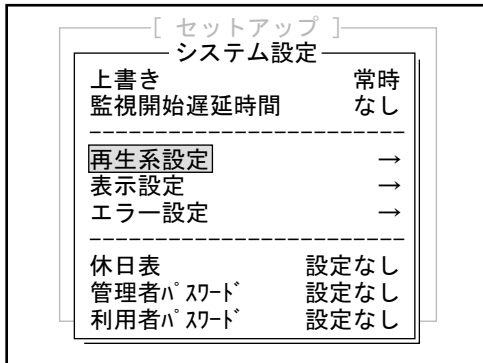 [ セットアップ ]
システム設定
上書き 常時
監視開始遅延時間 なし
------------------------
再生系設定 →
表示設定 →
エラー設定 →
------------------------
休日表 設定なし
管理者ﾊﾟｽﾜｰﾄﾞ 設定なし
利用者ﾊﾟｽﾜｰﾄﾞ 設定なし